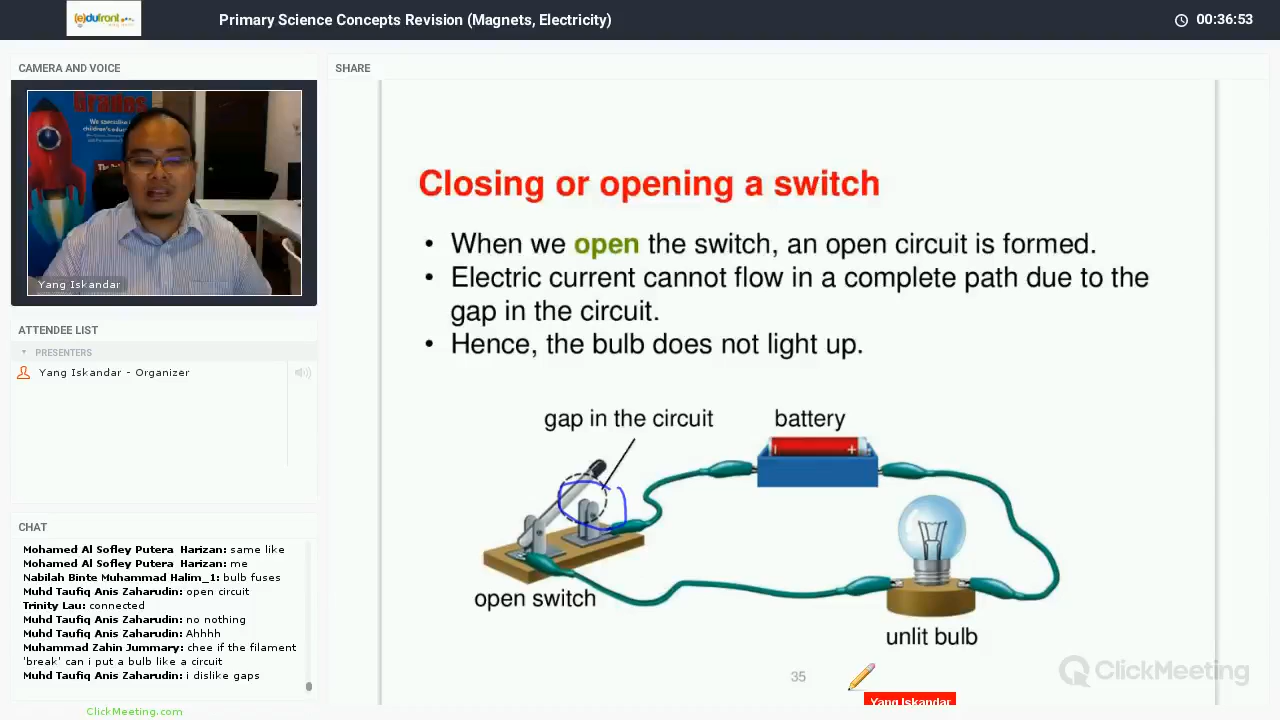 (e)dufront
Primary Science Concepts Revision (Magnets, Electricity)
00:36:53
CAMERA AND VOICE
SHARE
Grades
We specialise
children's educ
Yang Iskandar
ATTENDEE LIST
PRESENTERS
Yang Iskandar - Organizer
CHAT
Mohamed Al Sofley Putera Harizan: same like
Mohamed Al Sofley Putera Harizan: me
Nabilah Binte Muhammad Halim_1: bulb fuses
Muhd Taufiq Anis Zaharudin: open circuit
Trinity Lau: connected
Muhd Taufiq Anis Zaharudin: no nothing
Muhd Taufiq Anis Zaharudin: Ahhhh
Muhammad Zahin Jummary: chee if the filament
'break' can i put a bulb like a circuit
Muhd Taufiq Anis Zaharudin: i dislike gaps
ClickMeeting.com
Closing or opening a switch
• When we open the switch, an open circuit is formed.
• Electric current cannot flow in a complete path due to the
gap in the circuit.
• Hence, the bulb does not light up.
gap in the circuit
battery
open switch
unlit bulb
35
Yang Iskandar
ClickMeeting